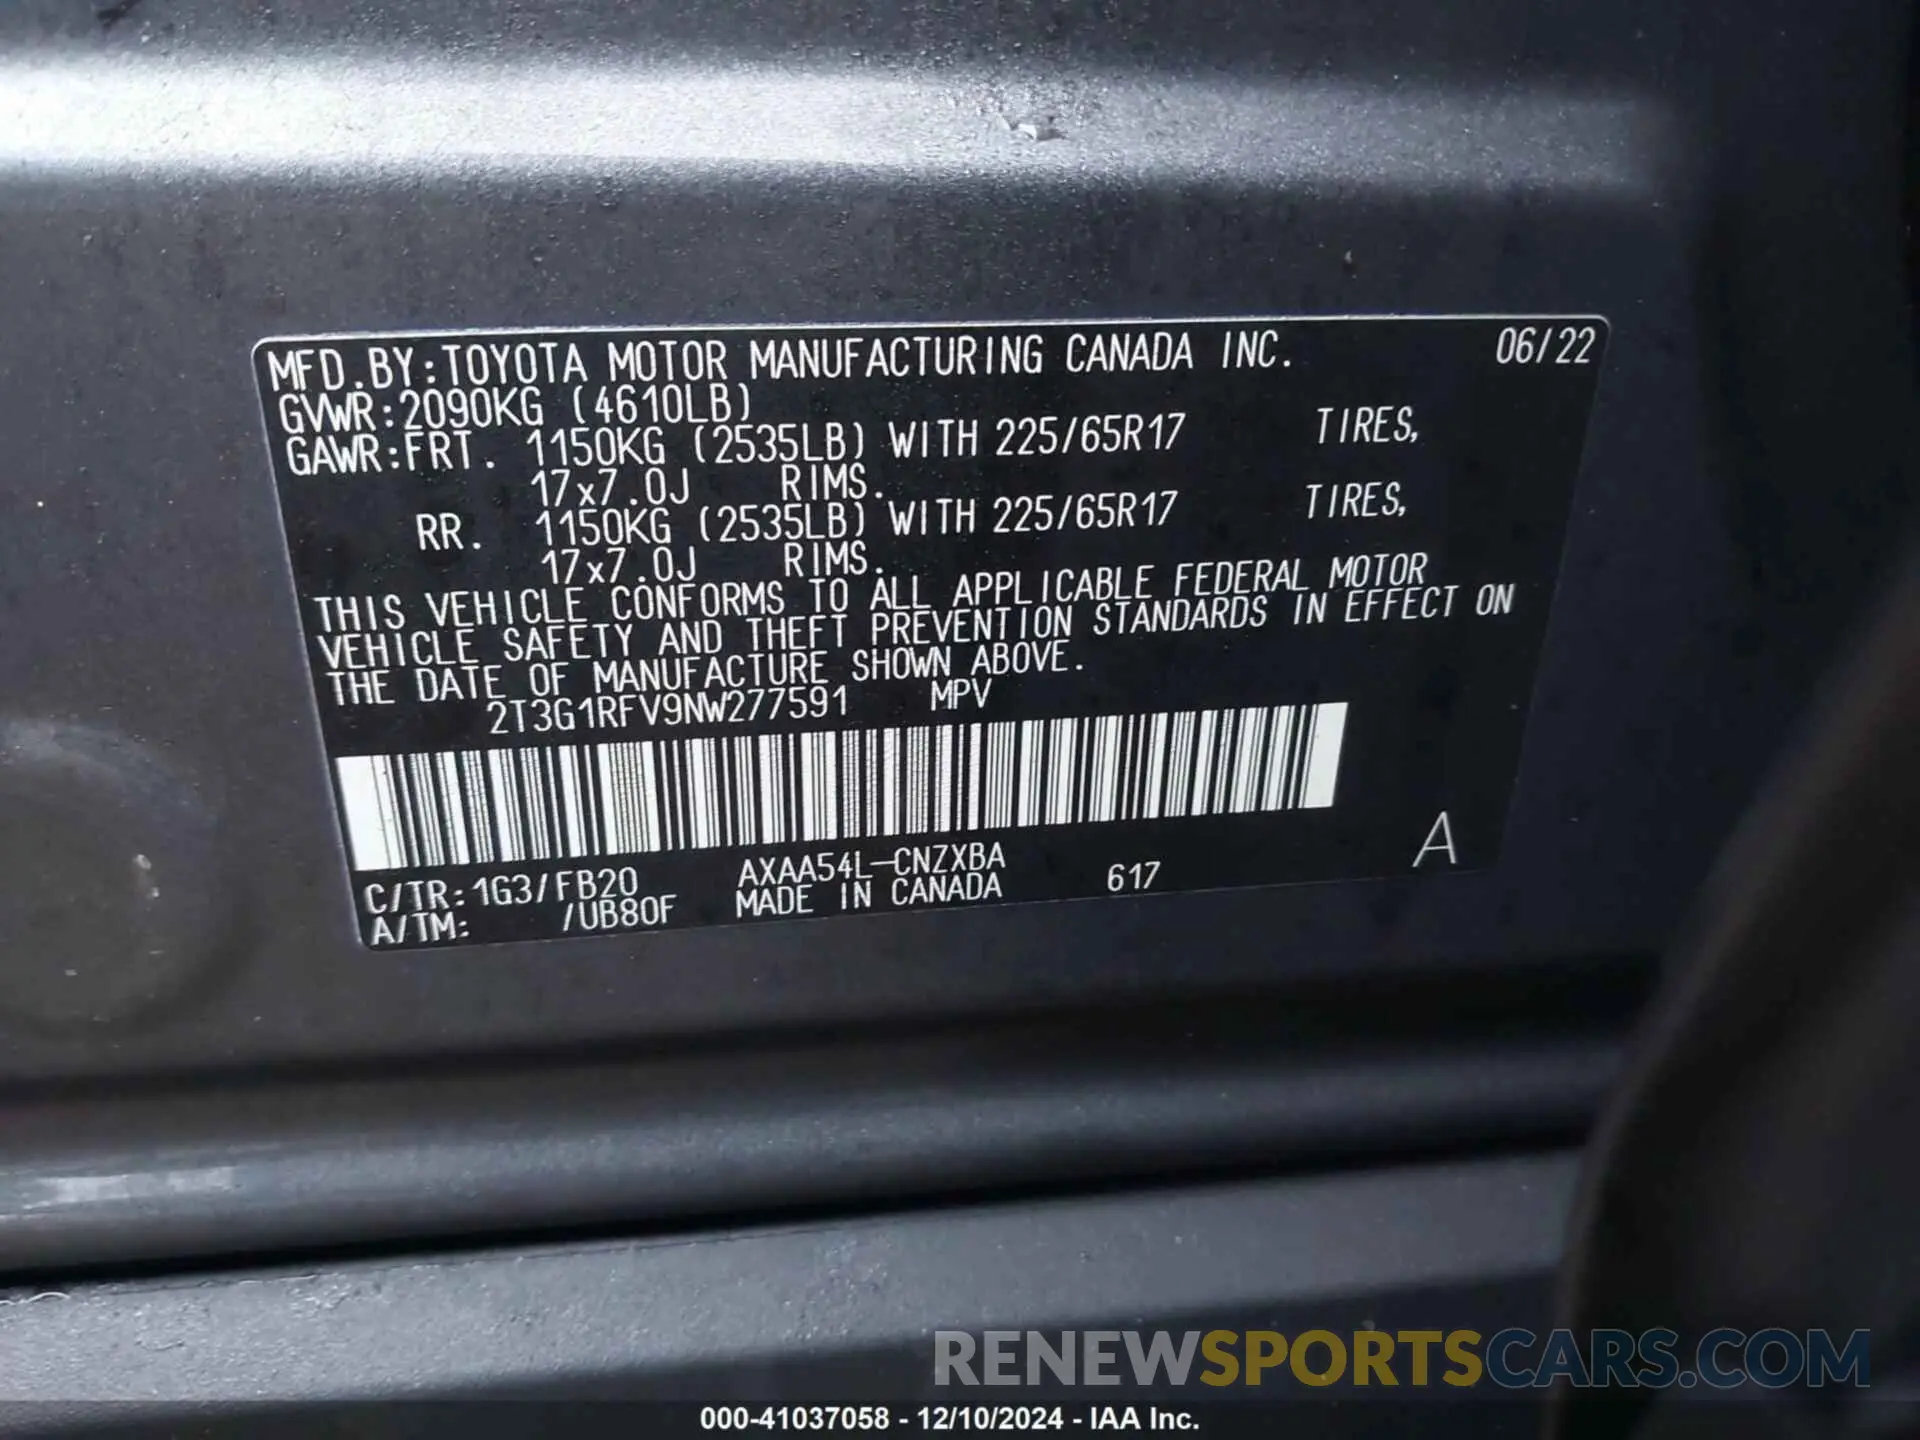 MFD.BY:TOYOTA MOTOR MANUFACTURING CANADA INC. 06/22
GVWR:2090KG (4610LB)
GAWR:FRT. 1150KG (2535LB) WITH 225/65R17 TIRES,
17x7.0J RIMS.
RR. 1150KG (2535LB) WITH 225/65R17 TIRES,
17x7.0J RIMS.
THIS VEHICLE CONFORMS TO ALL APPLICABLE FEDERAL MOTOR
VEHICLE SAFETY AND THEFT PREVENTION STANDARDS IN EFFECT ON
THE DATE OF MANUFACTURE SHOWN ABOVE.
2T3G1RFV9NW277591 MPV
C/TR:1G3/FB20 AXAA54L-CNZXBA 617 A
A/TM: /UB80F MADE IN CANADA
RENEWSPORTSCARS.COM
000-41037058 - 12/10/2024 - IAA Inc.